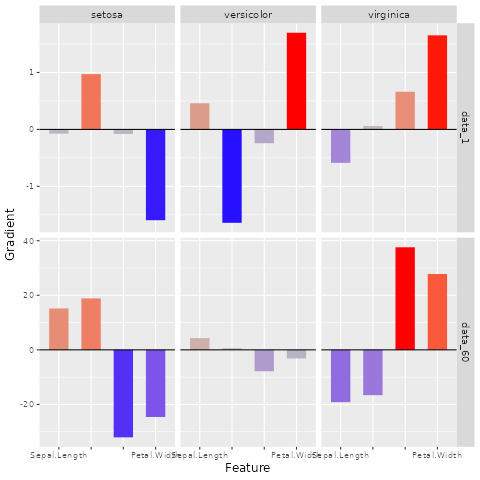 setosa versicolor virginica
1
0
-1
data_1
40
20
0
-20
data_60
Gradient
Sepal.Length Petal.Width Sepal.Length Petal.Width Sepal.Length Petal.Width
Feature